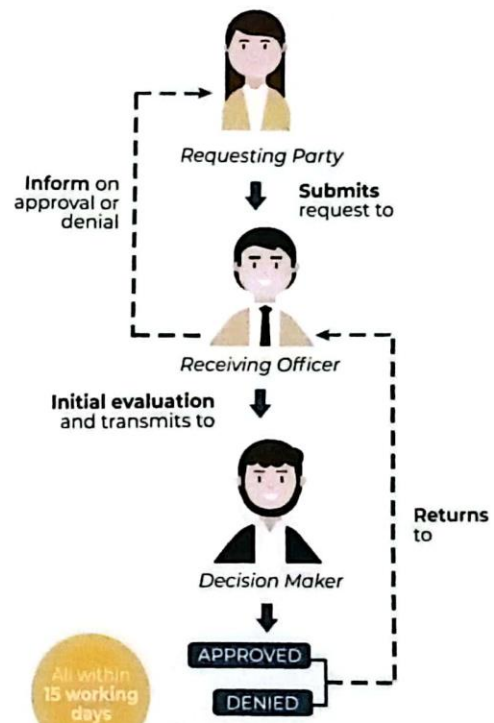 Requesting Party
Inform on
approval or
denial
Submits
request to
Receiving Officer
Initial evaluation
and transmits to
Returns
to
Decision Maker
APPROVED
DENIED
All within
15 working
days